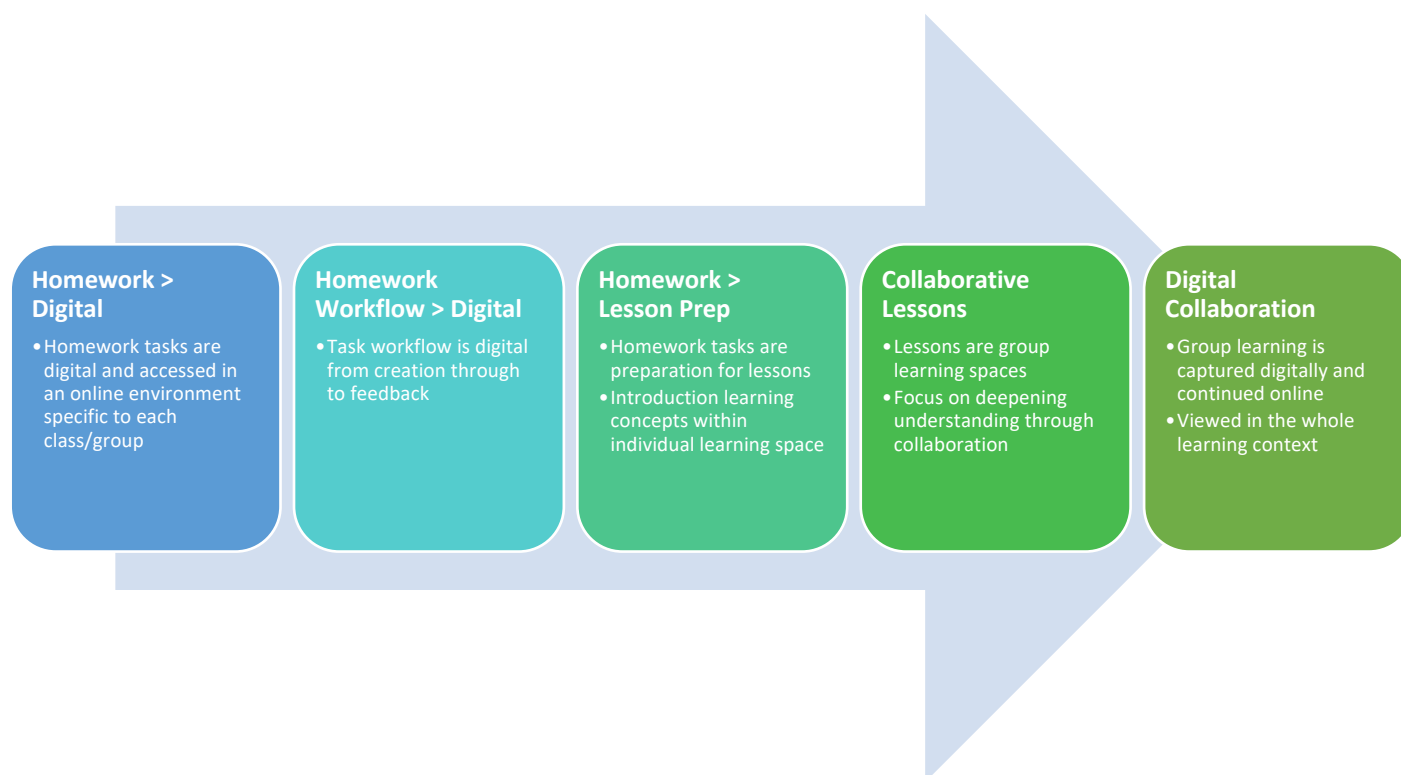 Homework >
Digital
•Homework tasks are
digital and accessed in
an online environment
specific to each
class/group
Homework
Workflow > Digital
•Task workflow is digital
from creation through
to feedback
Homework >
Lesson Prep
•Homework tasks are
preparation for lessons
•Introduction learning
concepts within
individual learning space
Collaborative
Lessons
•Lessons are group
learning spaces
•Focus on deepening
understanding through
collaboration
Digital
Collaboration
•Group learning is
captured digitally and
continued online
•Viewed in the whole
learning context